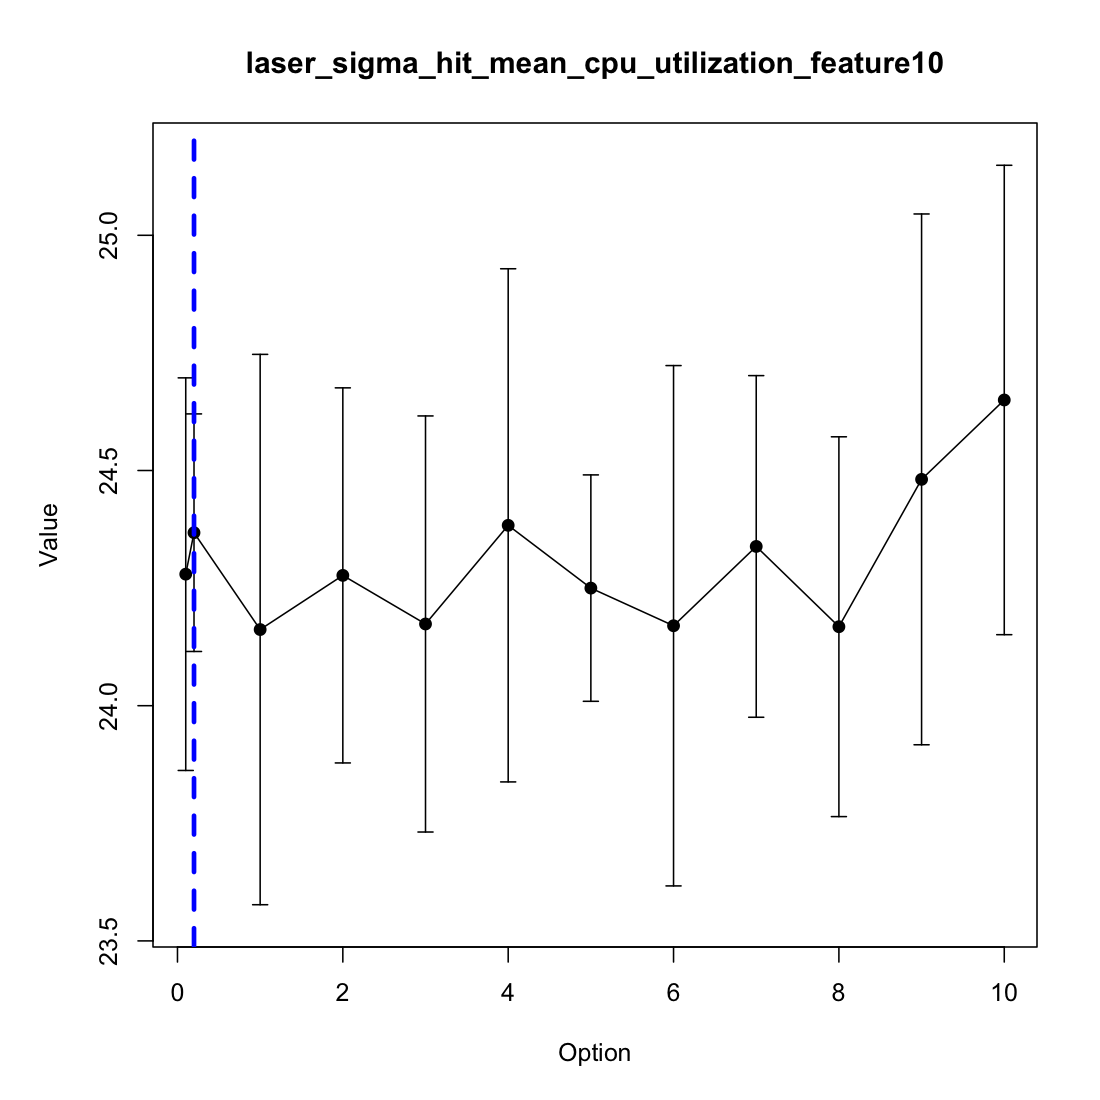 laser_sigma_hit_mean_cpu_utilization_feature10
25.0
24.5
24.0
23.5
Value
0 2 4 6 8 10
Option